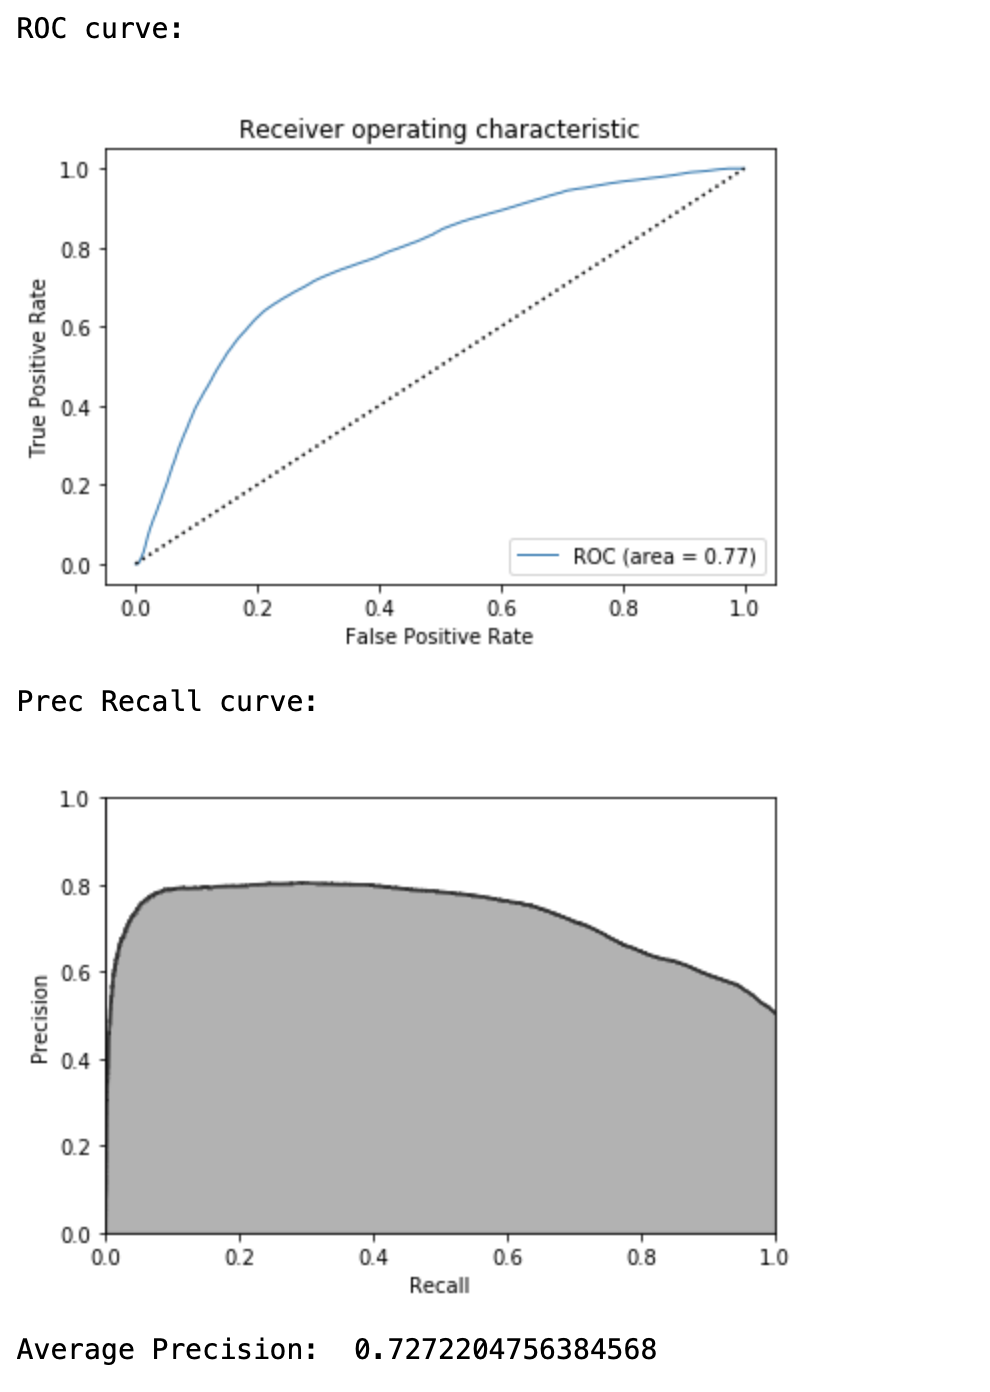 ROC curve:
Receiver operating characteristic
1.0
0.8
0.6
0.4
0.2
0.0
True Positive Rate
ROC (area = 0.77)
0.0 0.2 0.4 0.6 0.8 1.0
False Positive Rate
Prec Recall curve:
1.0
0.8
0.6
0.4
0.2
0.0
Precision
0.0 0.2 0.4 0.6 0.8 1.0
Recall
Average Precision:  0.7272204756384568